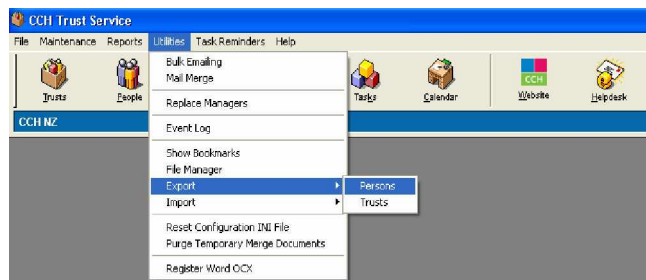 CCH Trust Service
File Maintenance Reports Utilities Task Reminders Help
Bulk Emailing
Mail Merge
Replace Managers
Event Log
Show Bookmarks
File Manager
Export
Import
Reset Configuration INI File
Purge Temporary Merge Documents
Register Word OCX
Persons
Trusts
Trusts People Tasks Calendar Website Helpdesk
CCH
CCH NZ